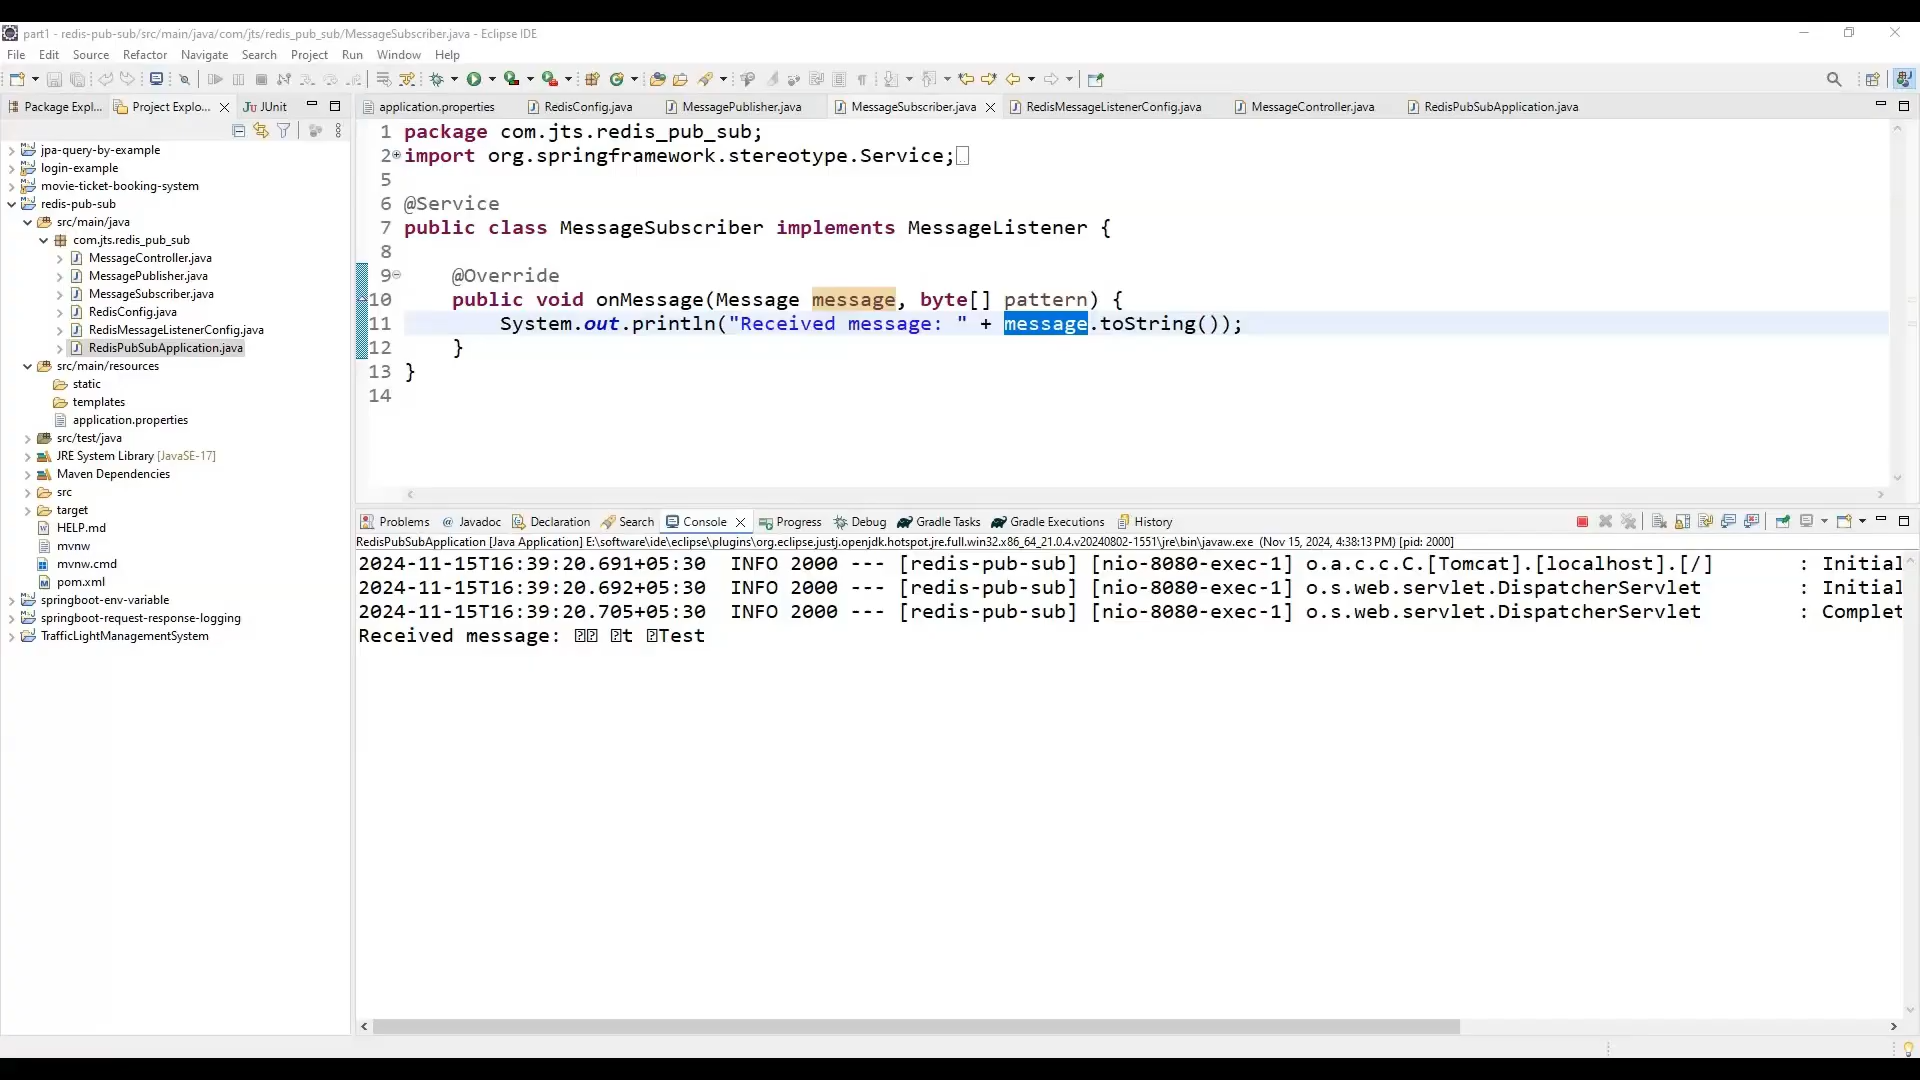 part1 - redis-pub-sub/src/main/java/com/jts/redis_pub_sub/MessageSubscriber.java - Eclipse IDE
File Edit Source Refactor Navigate Search Project Run Window Help
Package Expl... Project Explo... JUnit
application.properties RedisConfig.java MessagePublisher.java MessageSubscriber.java RedisMessageListenerConfig.java MessageController.java RedisPubSubApplication.java
jpa-query-by-example
login-example
movie-ticket-booking-system
redis-pub-sub
src/main/java
com.jts.redis_pub_sub
MessageController.java
MessagePublisher.java
MessageSubscriber.java
RedisConfig.java
RedisMessageListenerConfig.java
RedisPubSubApplication.java
src/main/resources
static
templates
application.properties
src/test/java
JRE System Library [JavaSE-17]
Maven Dependencies
src
target
HELP.md
mvnw
mvnw.cmd
pom.xml
springboot-env-variable
springboot-request-response-logging
TrafficLightManagementSystem
1 package com.jts.redis_pub_sub;
2 import org.springframework.stereotype.Service;
5
6 @Service
7 public class MessageSubscriber implements MessageListener {
8
9 @Override
10 public void onMessage(Message message, byte[] pattern) {
11 System.out.println("Received message: " + message.toString());
12 }
13 }
14
Problems Javadoc Declaration Search Console Progress Debug Gradle Tasks Gradle Executions History
RedisPubSubApplication [Java Application] E:\software\ide\eclipse\plugins\org.eclipse.justj.openjdk.hotspot.jre.full.win32.x86_64_21.0.4.v20240802-1551\jre\bin\javaw.exe (Nov 15, 2024, 4:38:13 PM) [pid: 2000]
2024-11-15T16:39:20.691+05:30 INFO 2000 --- [redis-pub-sub] [nio-8080-exec-1] o.a.c.c.C.[Tomcat].[localhost].[/] : Initial
2024-11-15T16:39:20.692+05:30 INFO 2000 --- [redis-pub-sub] [nio-8080-exec-1] o.s.web.servlet.DispatcherServlet : Initial
2024-11-15T16:39:20.705+05:30 INFO 2000 --- [redis-pub-sub] [nio-8080-exec-1] o.s.web.servlet.DispatcherServlet : Complet
Received message: ⍰⍰ ⍰t ⍰Test